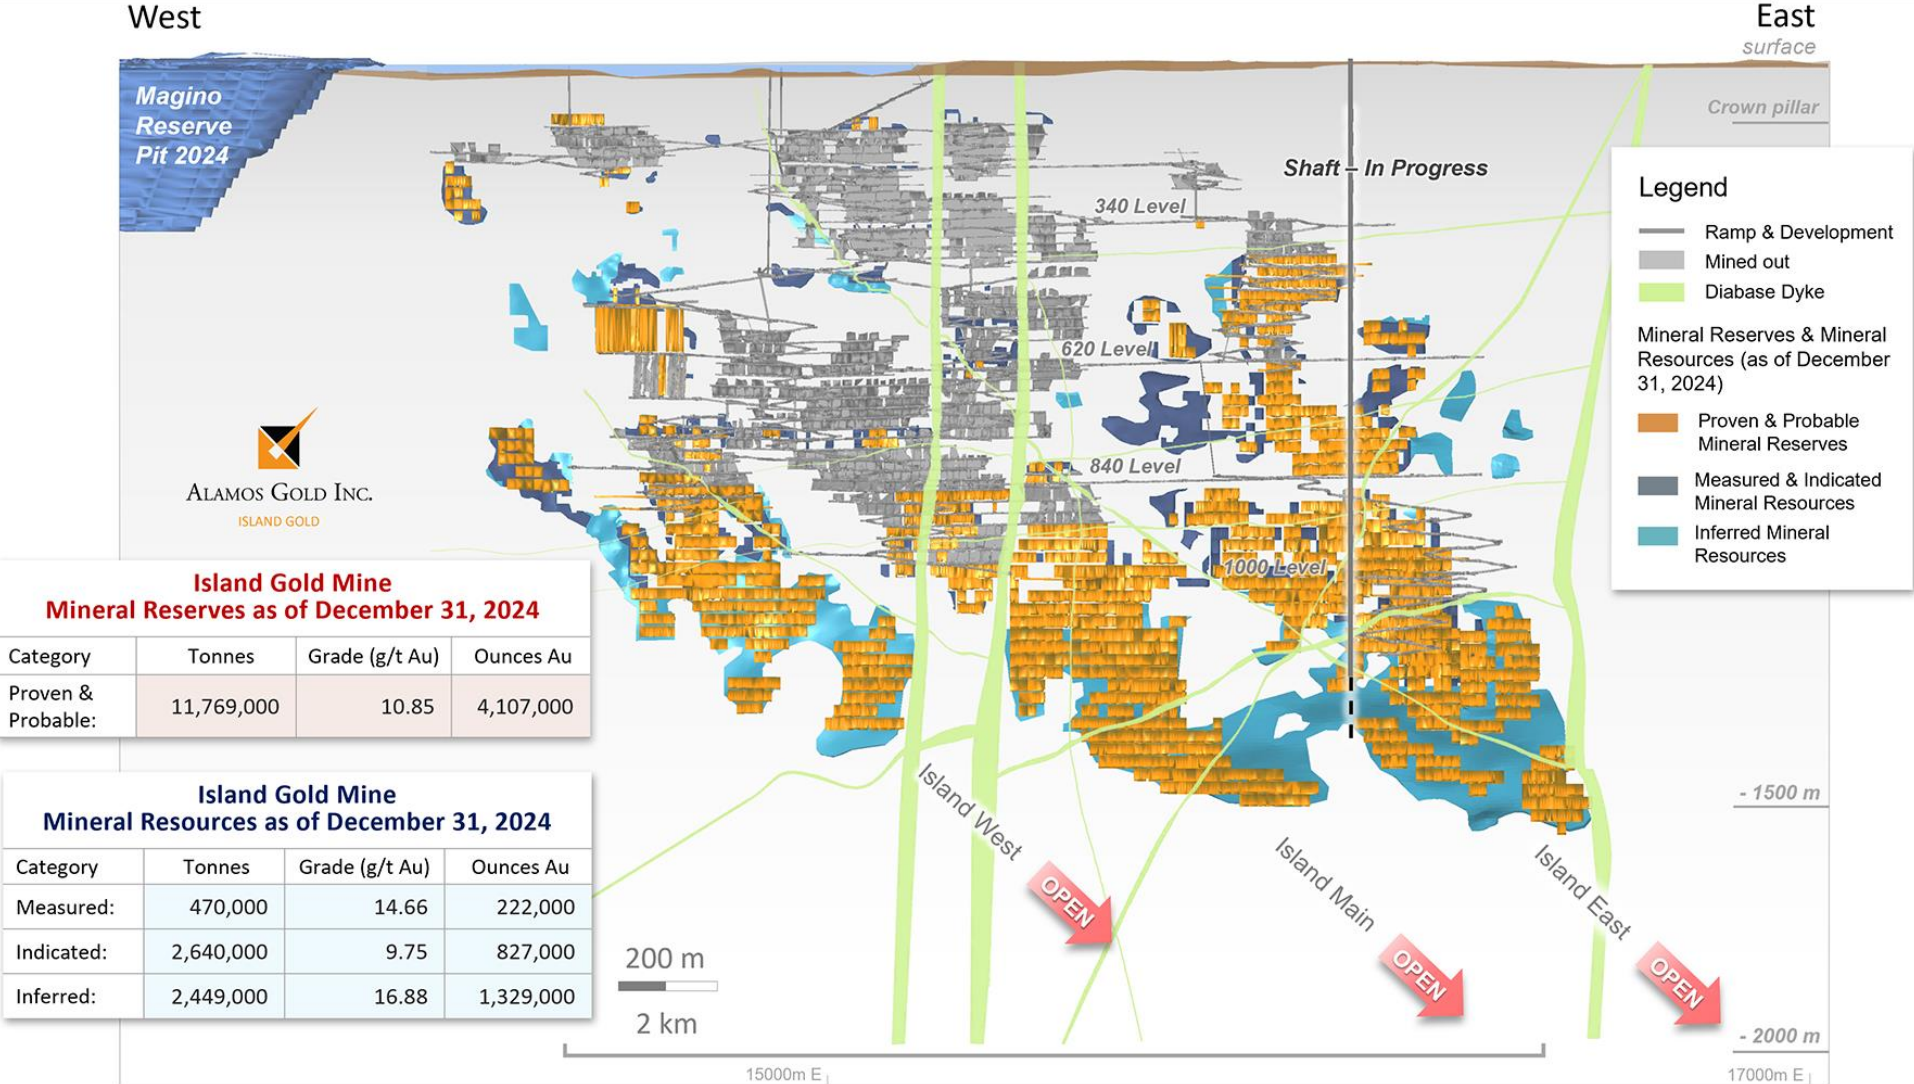 West
East
surface
Magino
Reserve
Pit 2024
Crown pillar
Shaft – In Progress
340 Level
620 Level
840 Level
1000 Level
Legend
Ramp & Development
Mined out
Diabase Dyke
Mineral Reserves & Mineral
Resources (as of December
31, 2024)
Proven & Probable
Mineral Reserves
Measured & Indicated
Mineral Resources
Inferred Mineral
Resources
ALAMOS GOLD INC.
ISLAND GOLD
Island Gold Mine
Mineral Reserves as of December 31, 2024
Category Tonnes Grade (g/t Au) Ounces Au
Proven &
Probable: 11,769,000 10.85 4,107,000
Island Gold Mine
Mineral Resources as of December 31, 2024
Category Tonnes Grade (g/t Au) Ounces Au
Measured: 470,000 14.66 222,000
Indicated: 2,640,000 9.75 827,000
Inferred: 2,449,000 16.88 1,329,000
Island West
OPEN
Island Main
OPEN
Island East
OPEN
- 1500 m
- 2000 m
200 m
2 km
15000m E
17000m E